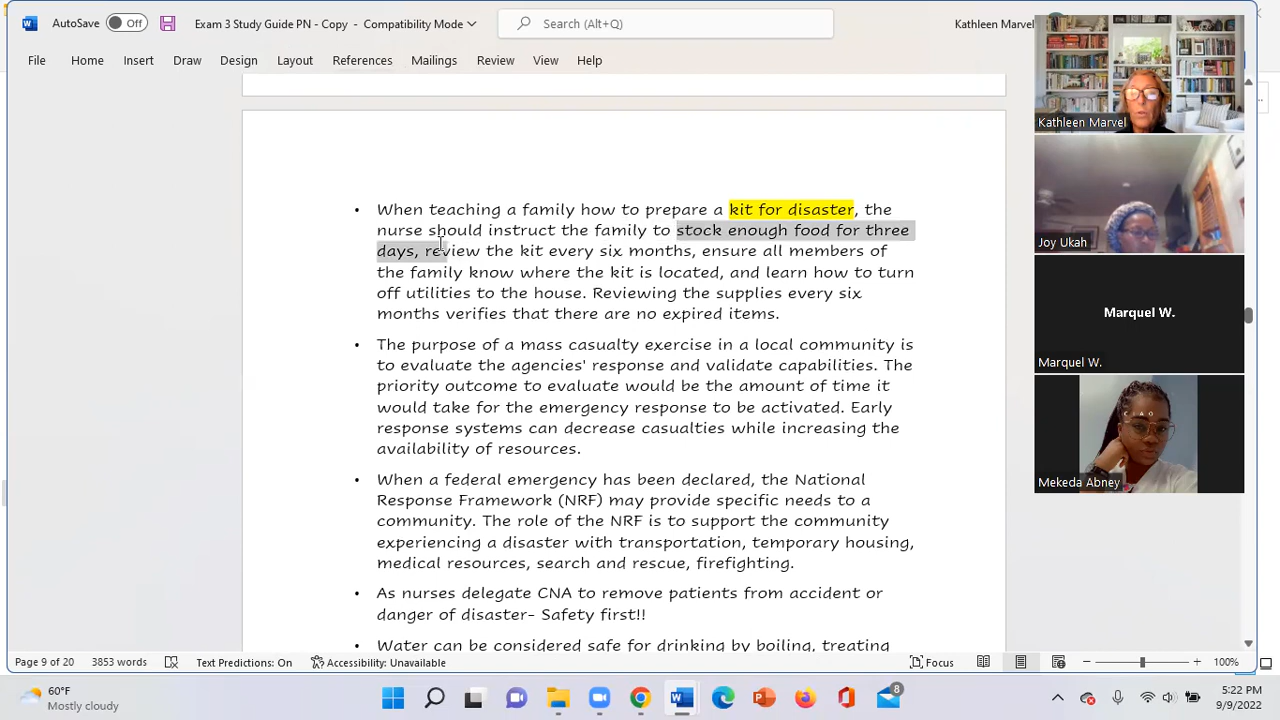 AutoSave Off Exam 3 Study Guide PN - Copy - Compatibility Mode Search (Alt+Q) Kathleen Marvel
File Home Insert Draw Design Layout References Mailings Review View Help
• When teaching a family how to prepare a kit for disaster, the
nurse should instruct the family to stock enough food for three
days, review the kit every six months, ensure all members of
the family know where the kit is located, and learn how to turn
off utilities to the house. Reviewing the supplies every six
months verifies that there are no expired items.
• The purpose of a mass casualty exercise in a local community is
to evaluate the agencies' response and validate capabilities. The
priority outcome to evaluate would be the amount of time it
would take for the emergency response to be activated. Early
response systems can decrease casualties while increasing the
availability of resources.
• When a federal emergency has been declared, the National
Response Framework (NRF) may provide specific needs to a
community. The role of the NRF is to support the community
experiencing a disaster with transportation, temporary housing,
medical resources, search and rescue, firefighting.
• As nurses delegate CNA to remove patients from accident or
danger of disaster- Safety first!!
• Water can be considered safe for drinking by boiling, treating
Kathleen Marvel
Joy Ukah
Marquel W.
Marquel W.
CIAO
Mekeda Abney
Page 9 of 20 3853 words Text Predictions: On Accessibility: Unavailable Focus 100%
60°F
Mostly cloudy
8
5:22 PM
9/9/2022